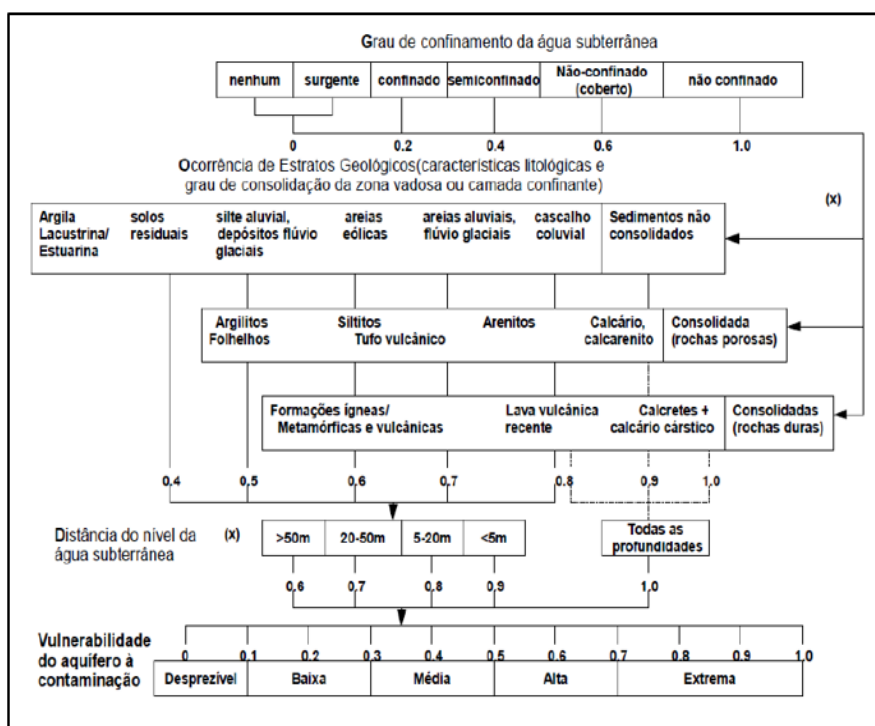 Grau de confinamento da água subterrânea
nenhum surgente confinado semiconfinado Não-confinado (coberto) não confinado
0 0.2 0.4 0.6 1.0
Ocorrência de Estratos Geológicos(características litológicas e
grau de consolidação da zona vadosa ou camada confinante)
(x)
Argila Lacustrina/ Estuarina solos residuais silte aluvial, depósitos flúvio glaciais areias eólicas areias aluviais, flúvio glaciais cascalho coluvial Sedimentos não consolidados
Argilitos Folhelhos Siltitos Tufo vulcânico Arenitos Calcário, calcarenito Consolidada (rochas porosas)
Formações ígneas/ Metamórficas e vulcânicas Lava vulcânica recente Calcretes + calcário cárstico Consolidadas (rochas duras)
0.4 0.5 0.6 0.7 0.8 0.9 1.0
Distância do nível da água subterrânea (x) >50m 20-50m 5-20m <5m Todas as profundidades
0.6 0.7 0.8 0.9 1.0
Vulnerabilidade do aquífero à contaminação
0 0.1 0.2 0.3 0.4 0.5 0.6 0.7 0.8 0.9 1.0
Desprezível Baixa Média Alta Extrema